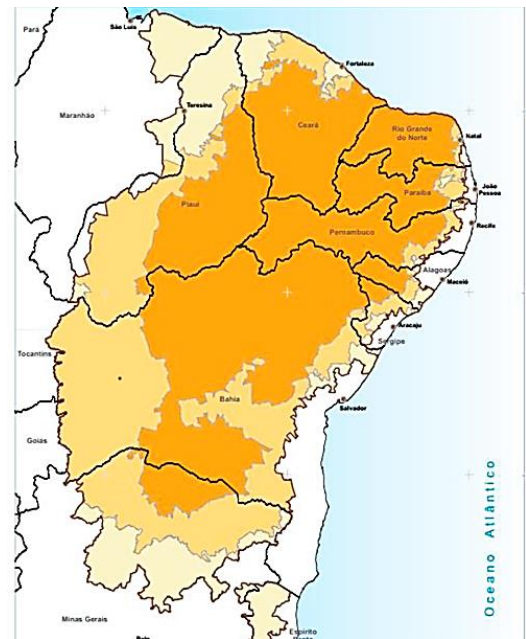 Pará
São Luís
Fortaleza
Teresina
Maranhão
Ceará
Rio Grande
do Norte
Natal
Paraíba
João
Pessoa
Piauí
Pernambuco
Recife
Alagoas
Maceió
Aracaju
Sergipe
Tocantins
Bahia
Salvador
Goiás
Oceano Atlântico
Minas Gerais
Espírito